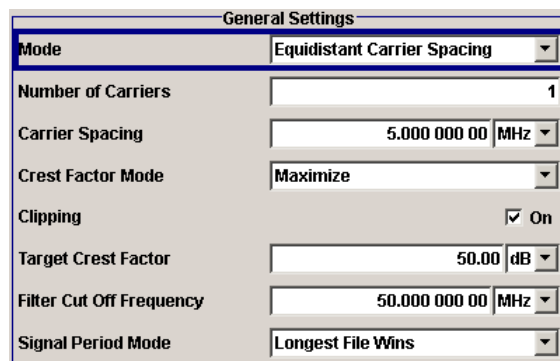 General Settings
Mode Equidistant Carrier Spacing
Number of Carriers 1
Carrier Spacing 5.000 000 00 MHz
Crest Factor Mode Maximize
Clipping On
Target Crest Factor 50.00 dB
Filter Cut Off Frequency 50.000 000 00 MHz
Signal Period Mode Longest File Wins